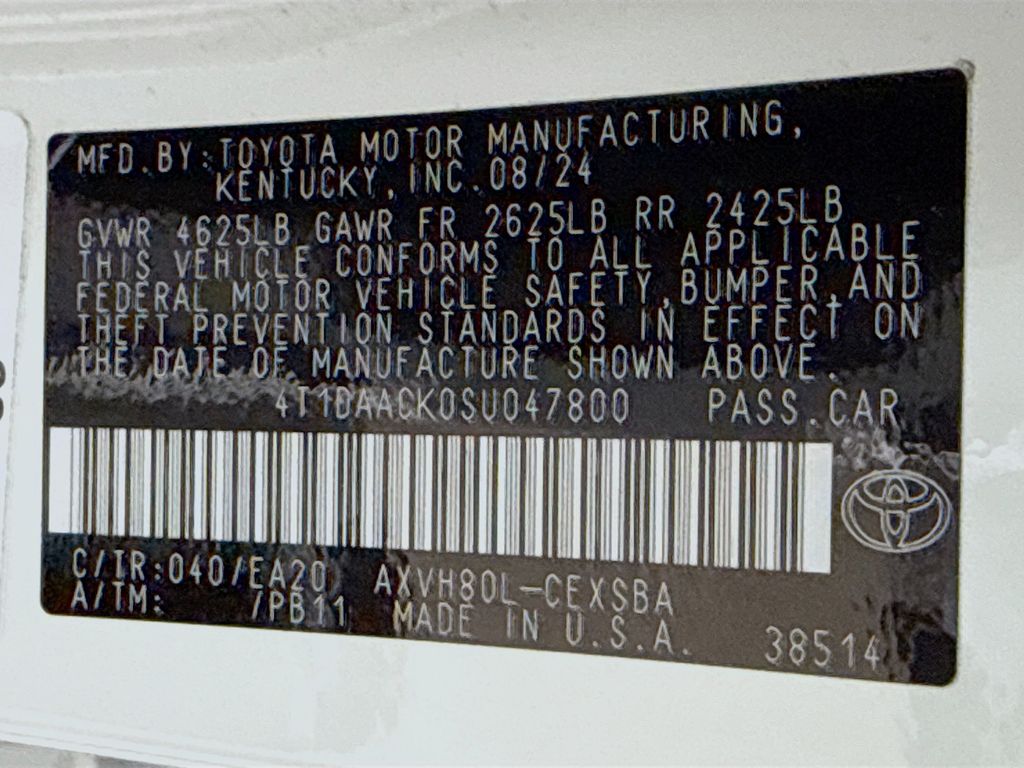 MFD.BY:TOYOTA MOTOR MANUFACTURING,
KENTUCKY,INC.08/24
GVWR 4625LB GAWR FR 2625LB RR 2425LB
THIS VEHICLE CONFORMS TO ALL APPLICABLE
FEDERAL MOTOR VEHICLE SAFETY,BUMPER,AND
THEFT PREVENTION STANDARDS IN EFFECT ON
THE DATE OF MANUFACTURE SHOWN ABOVE.
4T1DAACK0SU047800 PASS.CAR
C/TR:040/EA20 AXVH80L-CEXSBA
A/TM: /PB11 MADE IN U.S.A.
38514